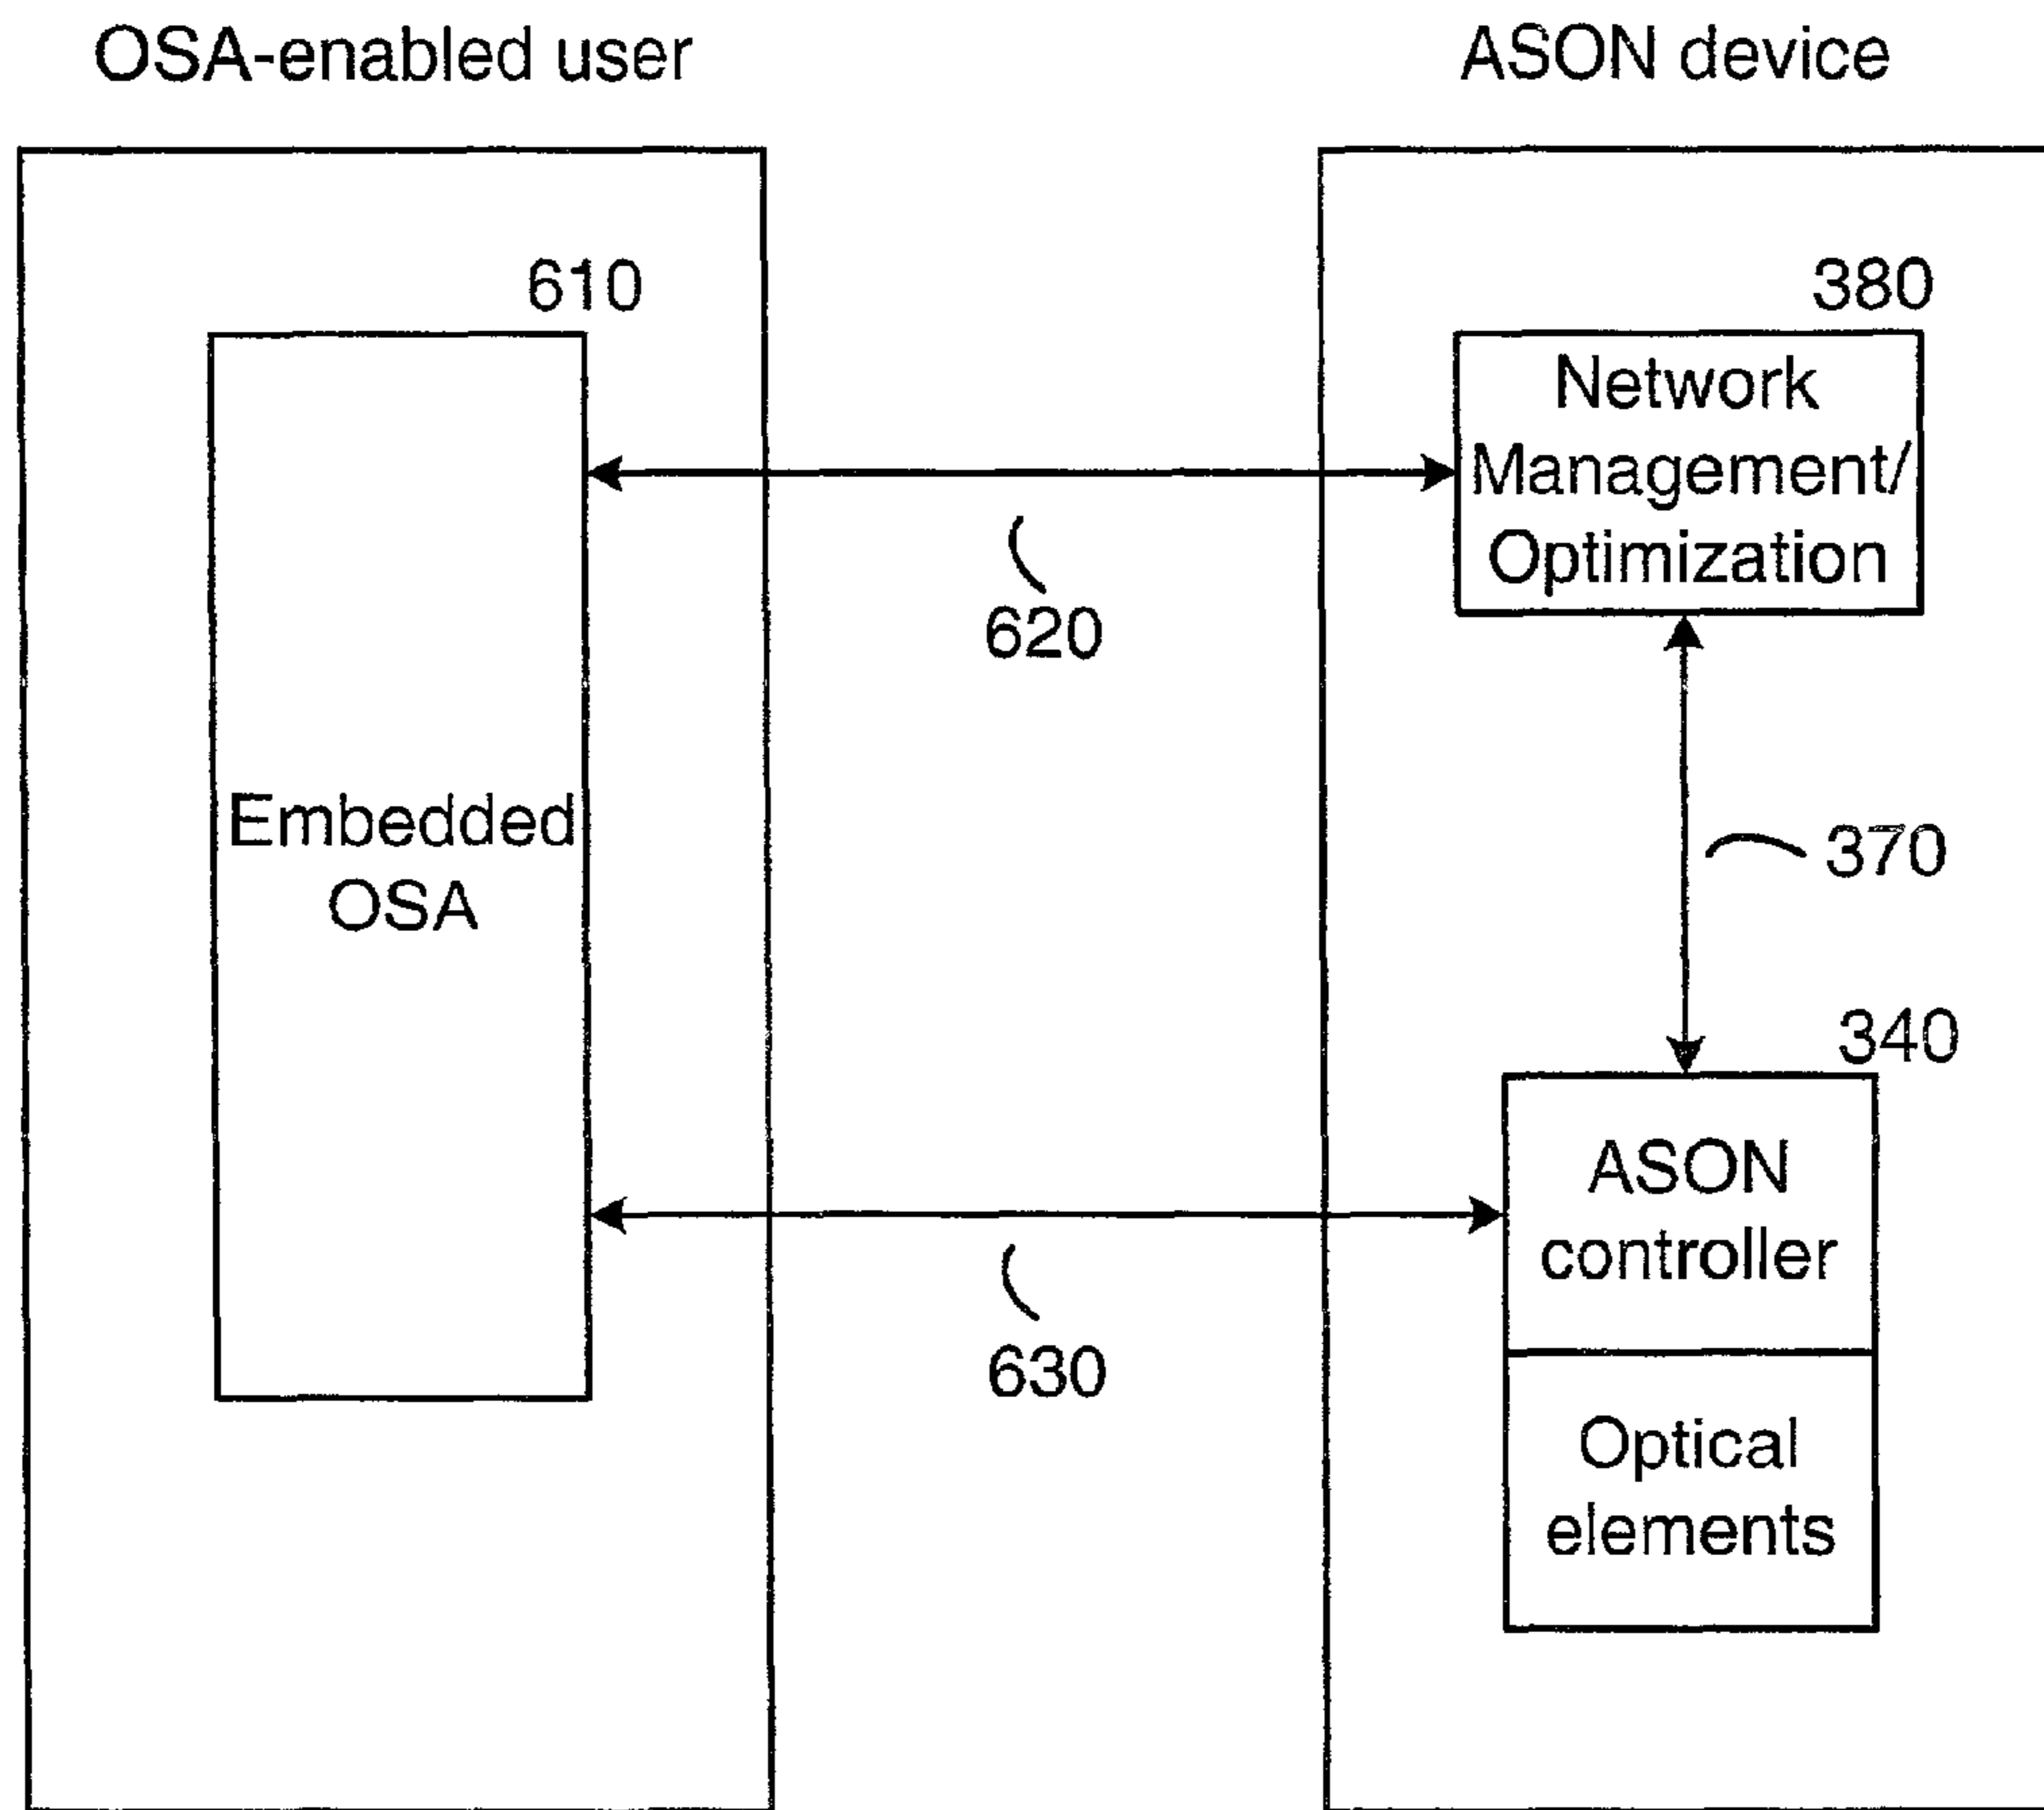 OSA-enabled user
ASON device
610
380
Network
Management/
Optimization
620
Embedded
OSA
370
340
ASON
controller
630
Optical
elements